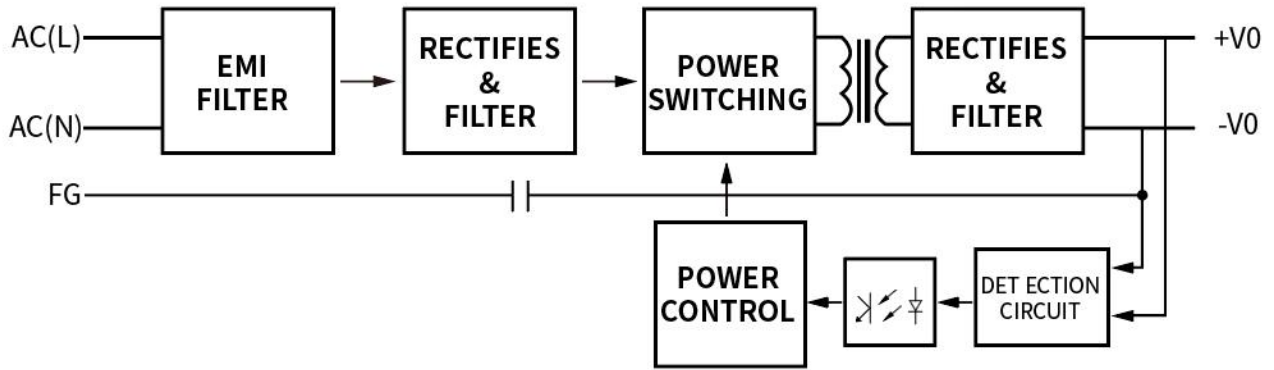 AC(L)
AC(N)
EMI
FILTER
RECTIFIES
&
FILTER
POWER
SWITCHING
RECTIFIES
&
FILTER
+V0
-V0
FG
POWER
CONTROL
DET ECTION
CIRCUIT